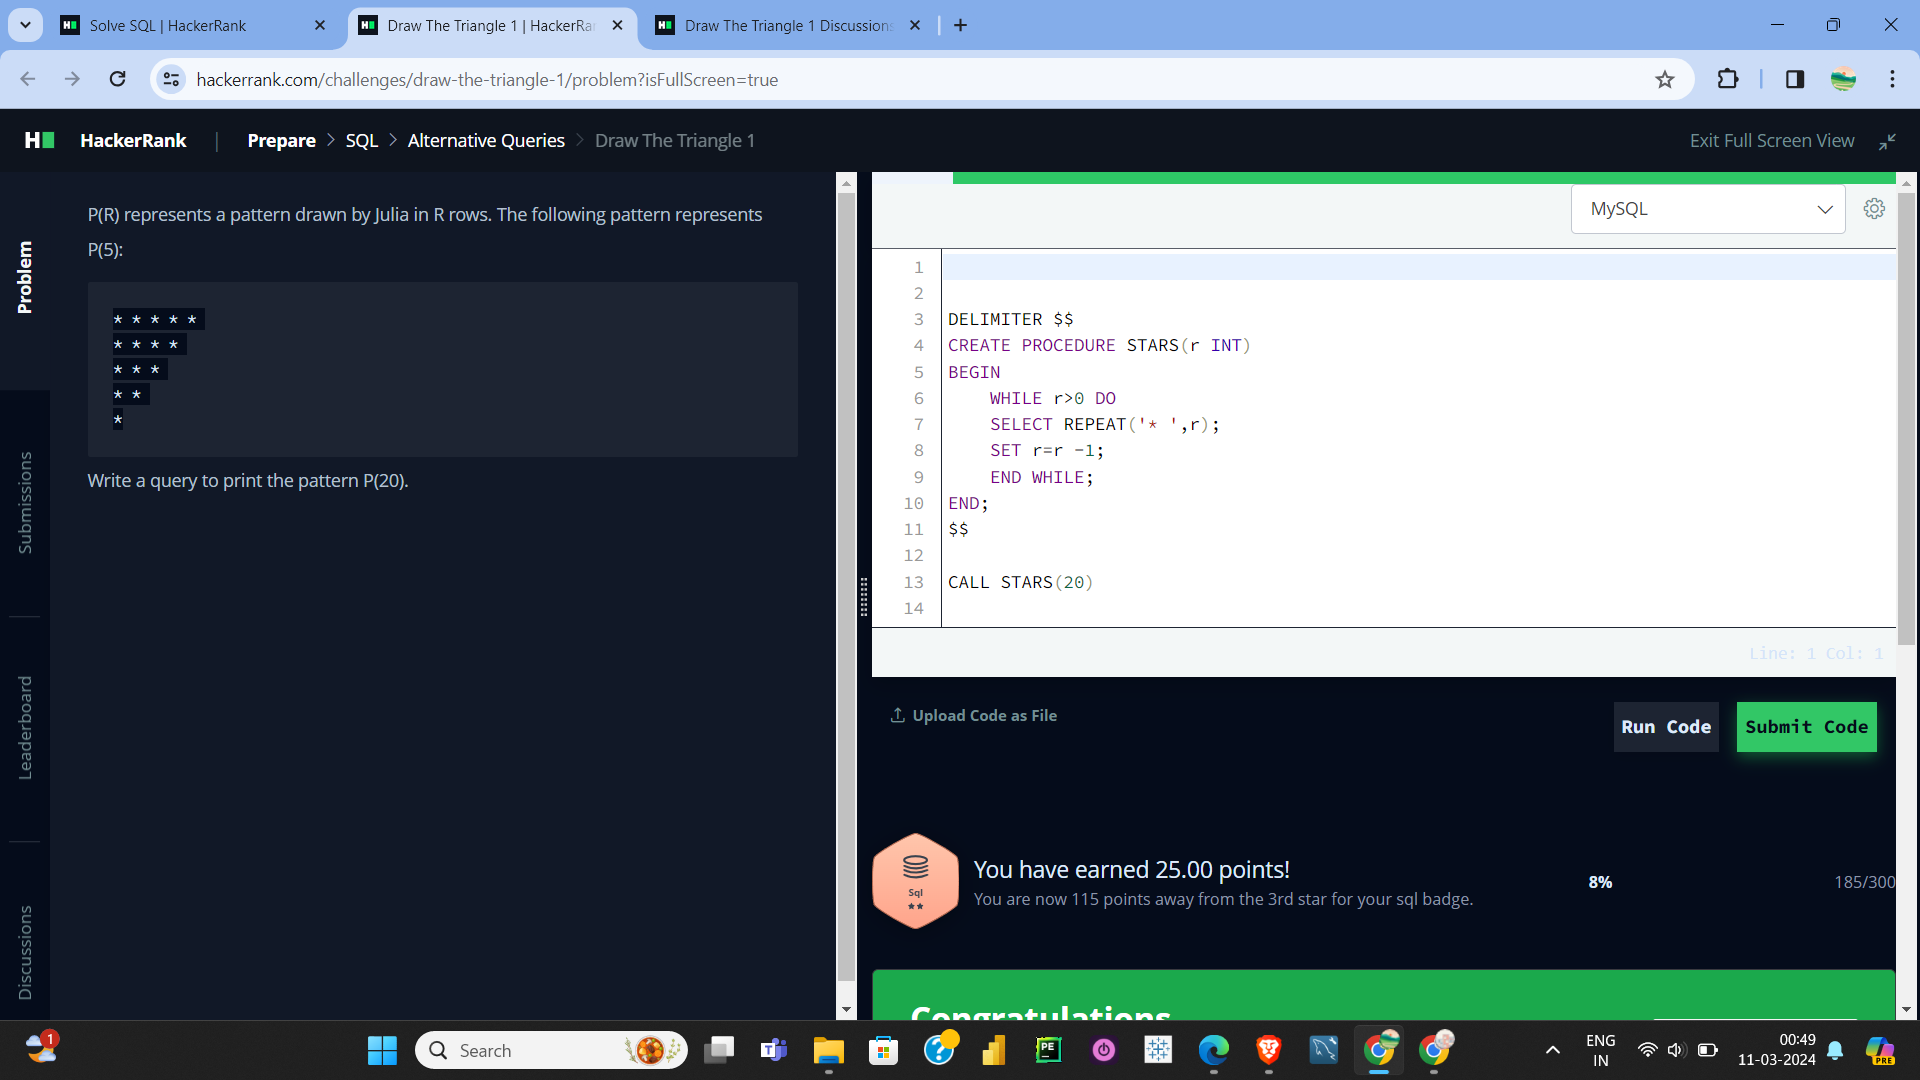 Solve SQL | HackerRank
Draw The Triangle 1 | HackerRa
Draw The Triangle 1 Discussions
hackerrank.com/challenges/draw-the-triangle-1/problem?isFullScreen=true
H
HackerRank | Prepare > SQL > Alternative Queries > Draw The Triangle 1
Exit Full Screen View
Problem
Submissions
Leaderboard
Discussions
P(R) represents a pattern drawn by Julia in R rows. The following pattern represents
P(5):
* * * * *
* * * *
* * *
* *
*
Write a query to print the pattern P(20).
MySQL
1
2
3 DELIMITER $$
4 CREATE PROCEDURE STARS(r INT)
5 BEGIN
6 WHILE r>0 DO
7 SELECT REPEAT('* ',r);
8 SET r=r -1;
9 END WHILE;
10 END;
11 $$
12
13 CALL STARS(20)
14
Line: 1 Col: 1
Upload Code as File
Run Code
Submit Code
Sql
You have earned 25.00 points!
You are now 115 points away from the 3rd star for your sql badge.
8%
185/300
Congratulations
1
Search
PE
ENG
IN
00:49
11-03-2024
PRE